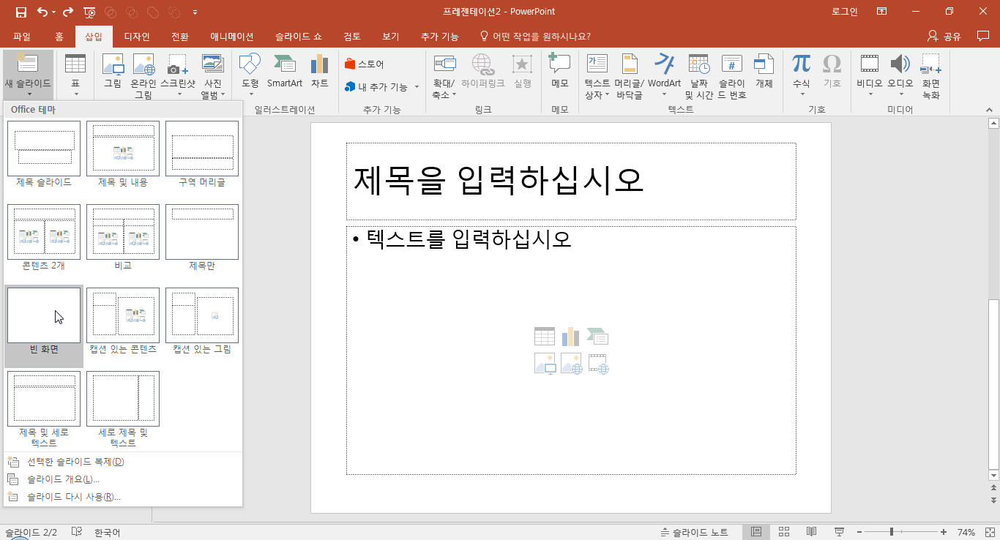 프레젠테이션2 - PowerPoint
로그인
파일 홈 삽입 디자인 전환 애니메이션 슬라이드 쇼 검토 보기 추가 기능 어떤 작업을 원하시나요?
공유
새 슬라이드
표
그림
온라인
그림
스크린샷
사진
앨범
도형
SmartArt
차트
일러스트레이션
스토어
내 추가 기능
추가 기능
확대/
축소
하이퍼링크
실행
링크
메모
메모
텍스트
상자
머리글/
바닥글
가
WordArt
날짜
및 시간
#
슬라이
드 번호
개체
텍스트
π
수식
Ω
기호
기호
비디오
오디오
화면
녹화
미디어
Office 테마
제목 슬라이드
제목 및 내용
구역 머리글
콘텐츠 2개
비교
제목만
빈 화면
캡션 있는 콘텐츠
캡션 있는 그림
제목 및 세로
텍스트
세로 제목 및
텍스트
선택한 슬라이드 복제(D)
슬라이드 개요(L)...
슬라이드 다시 사용(R)...
제목을 입력하십시오
• 텍스트를 입력하십시오
슬라이드 2/2
한국어
슬라이드 노트
74%